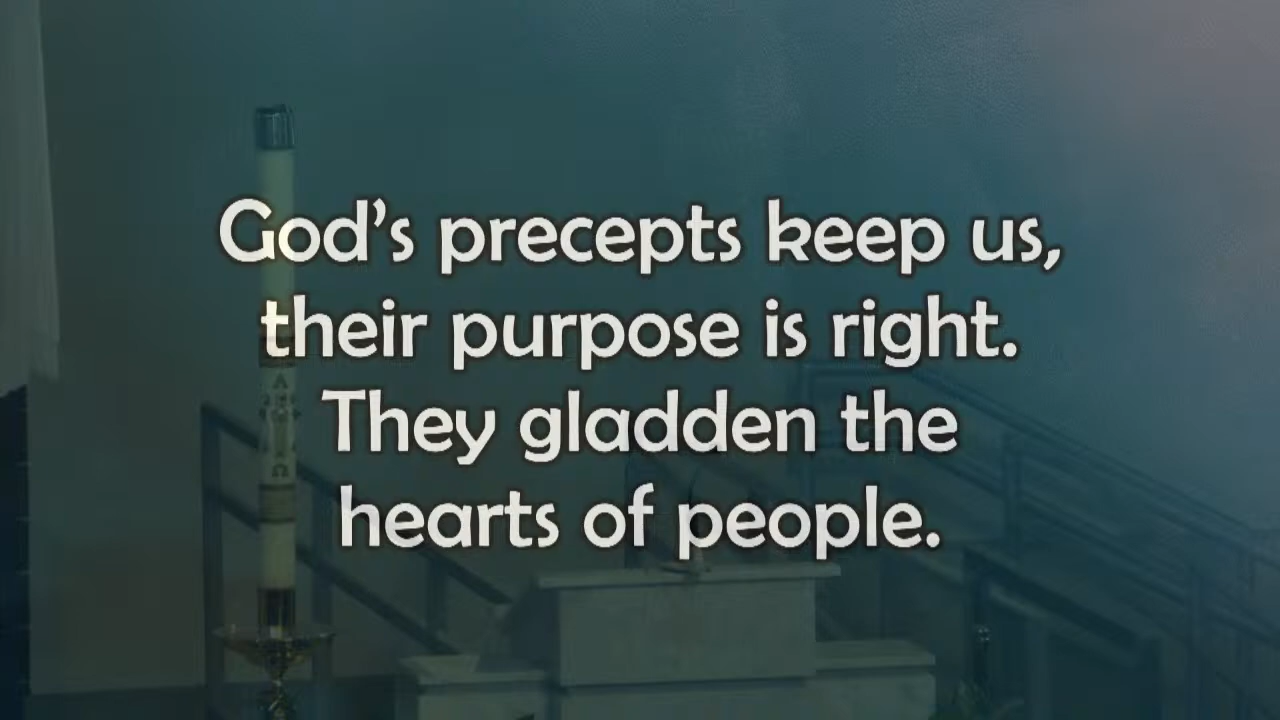 God’s precepts keep us,
their purpose is right.
They gladden the
hearts of people.